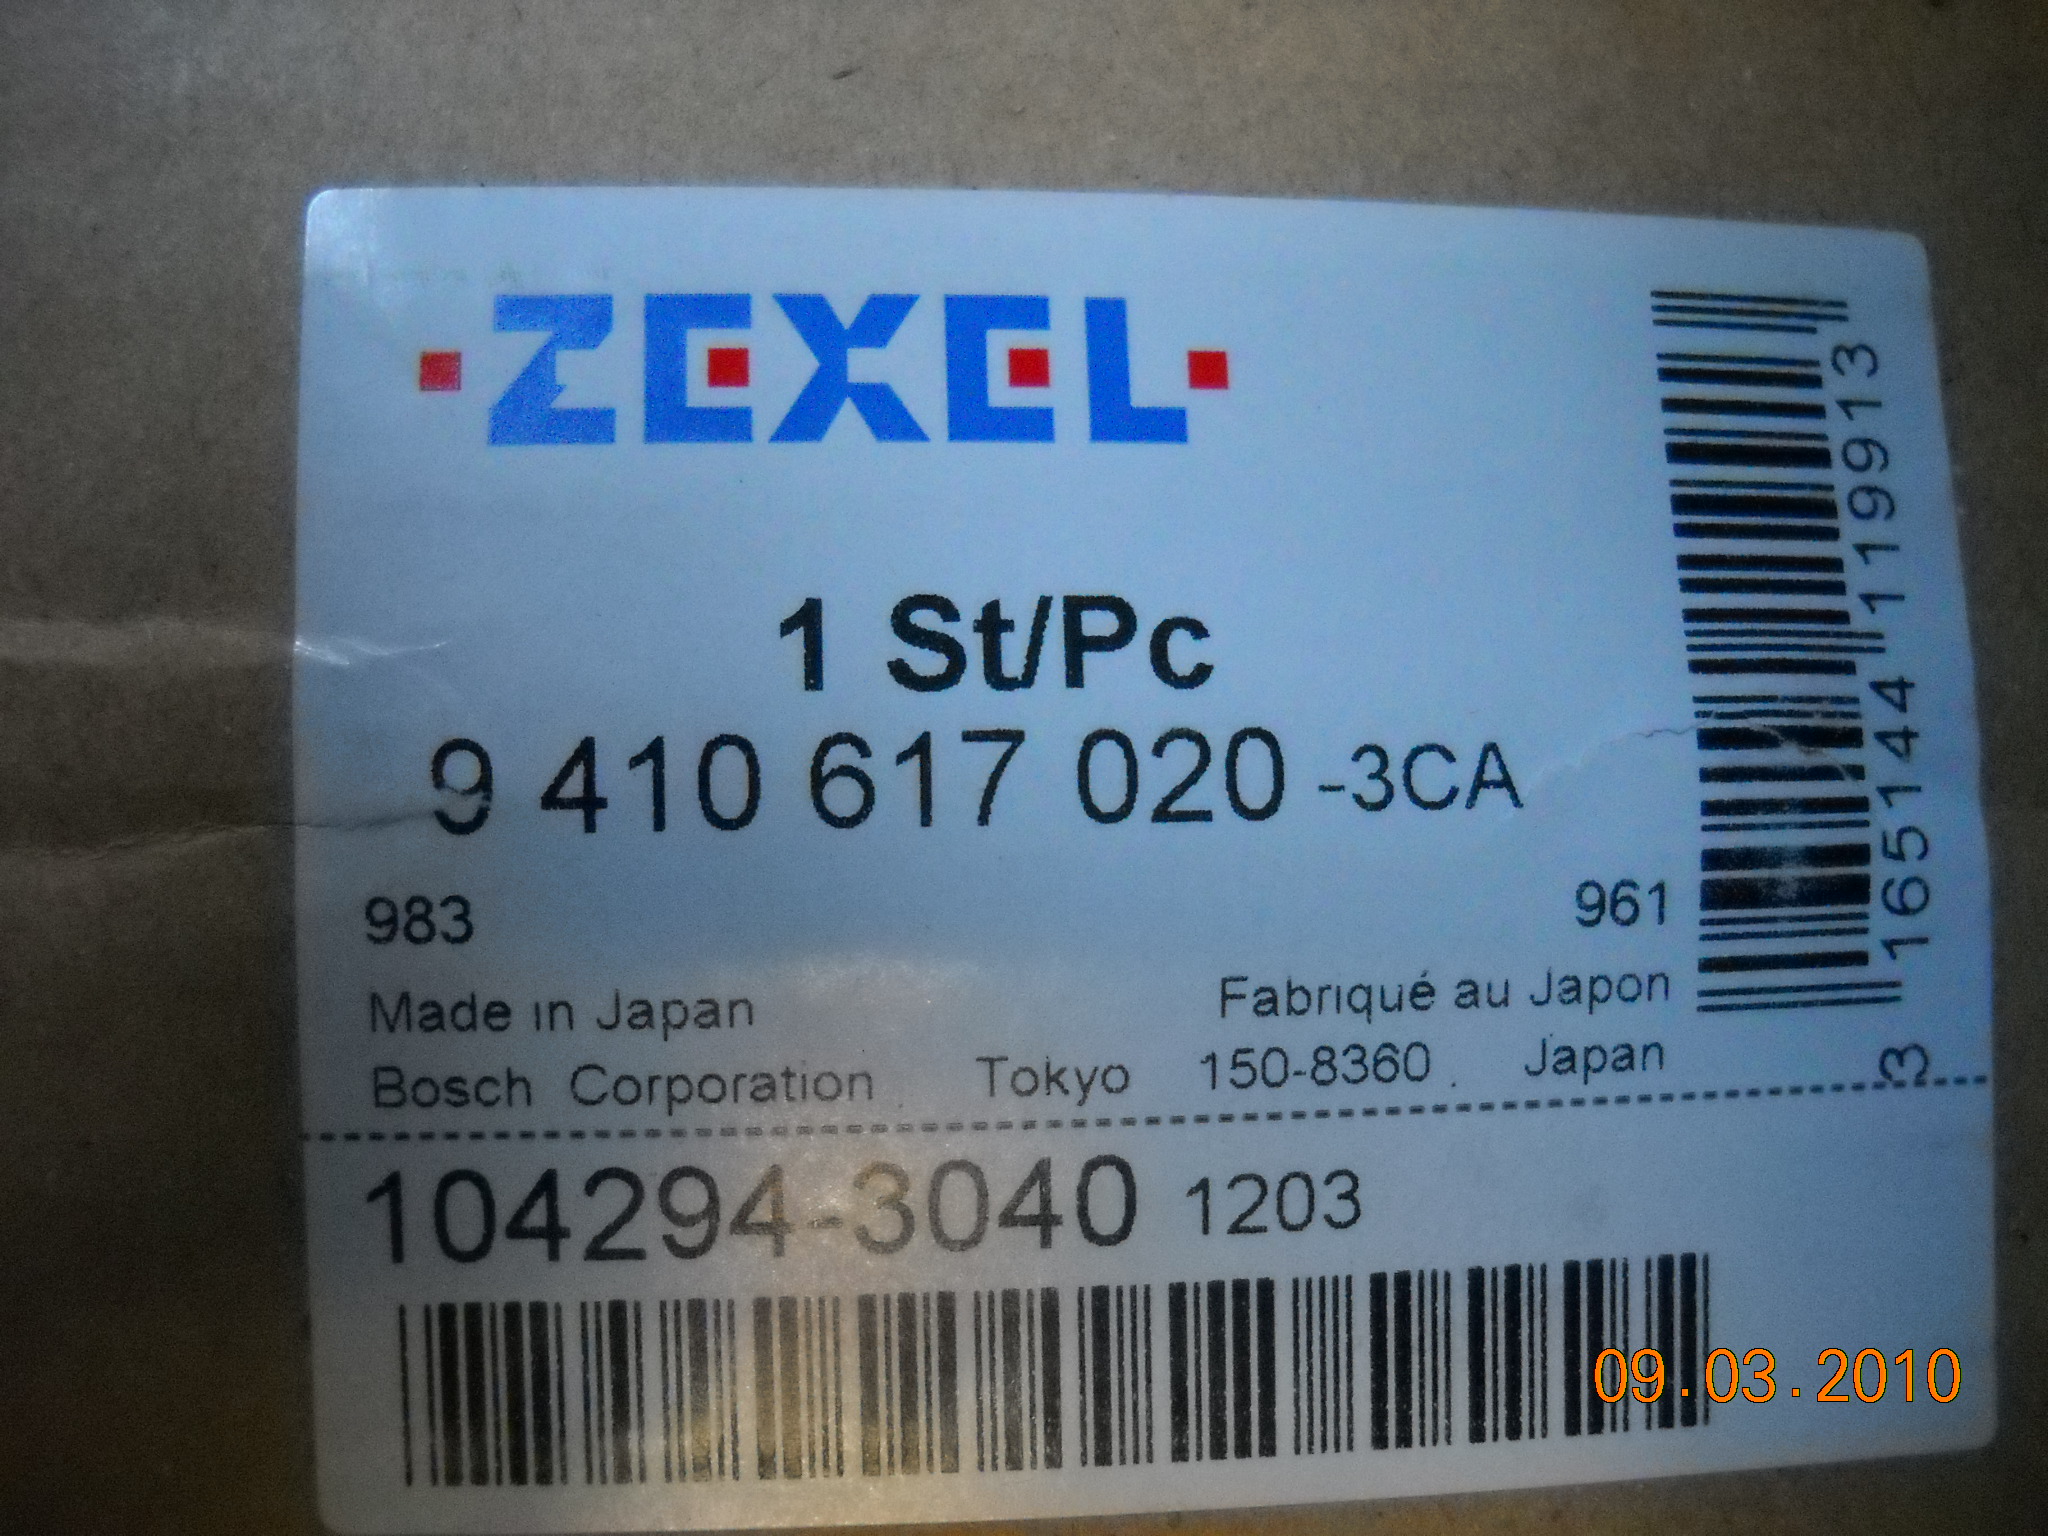 ZEXEL
1 St/Pc
9 410 617 020 -3CA
983 961
Made in Japan Fabriqué au Japon
Bosch Corporation Tokyo 150-8360 Japan
3 165144 119913
104294-3040 1203
09.03.2010